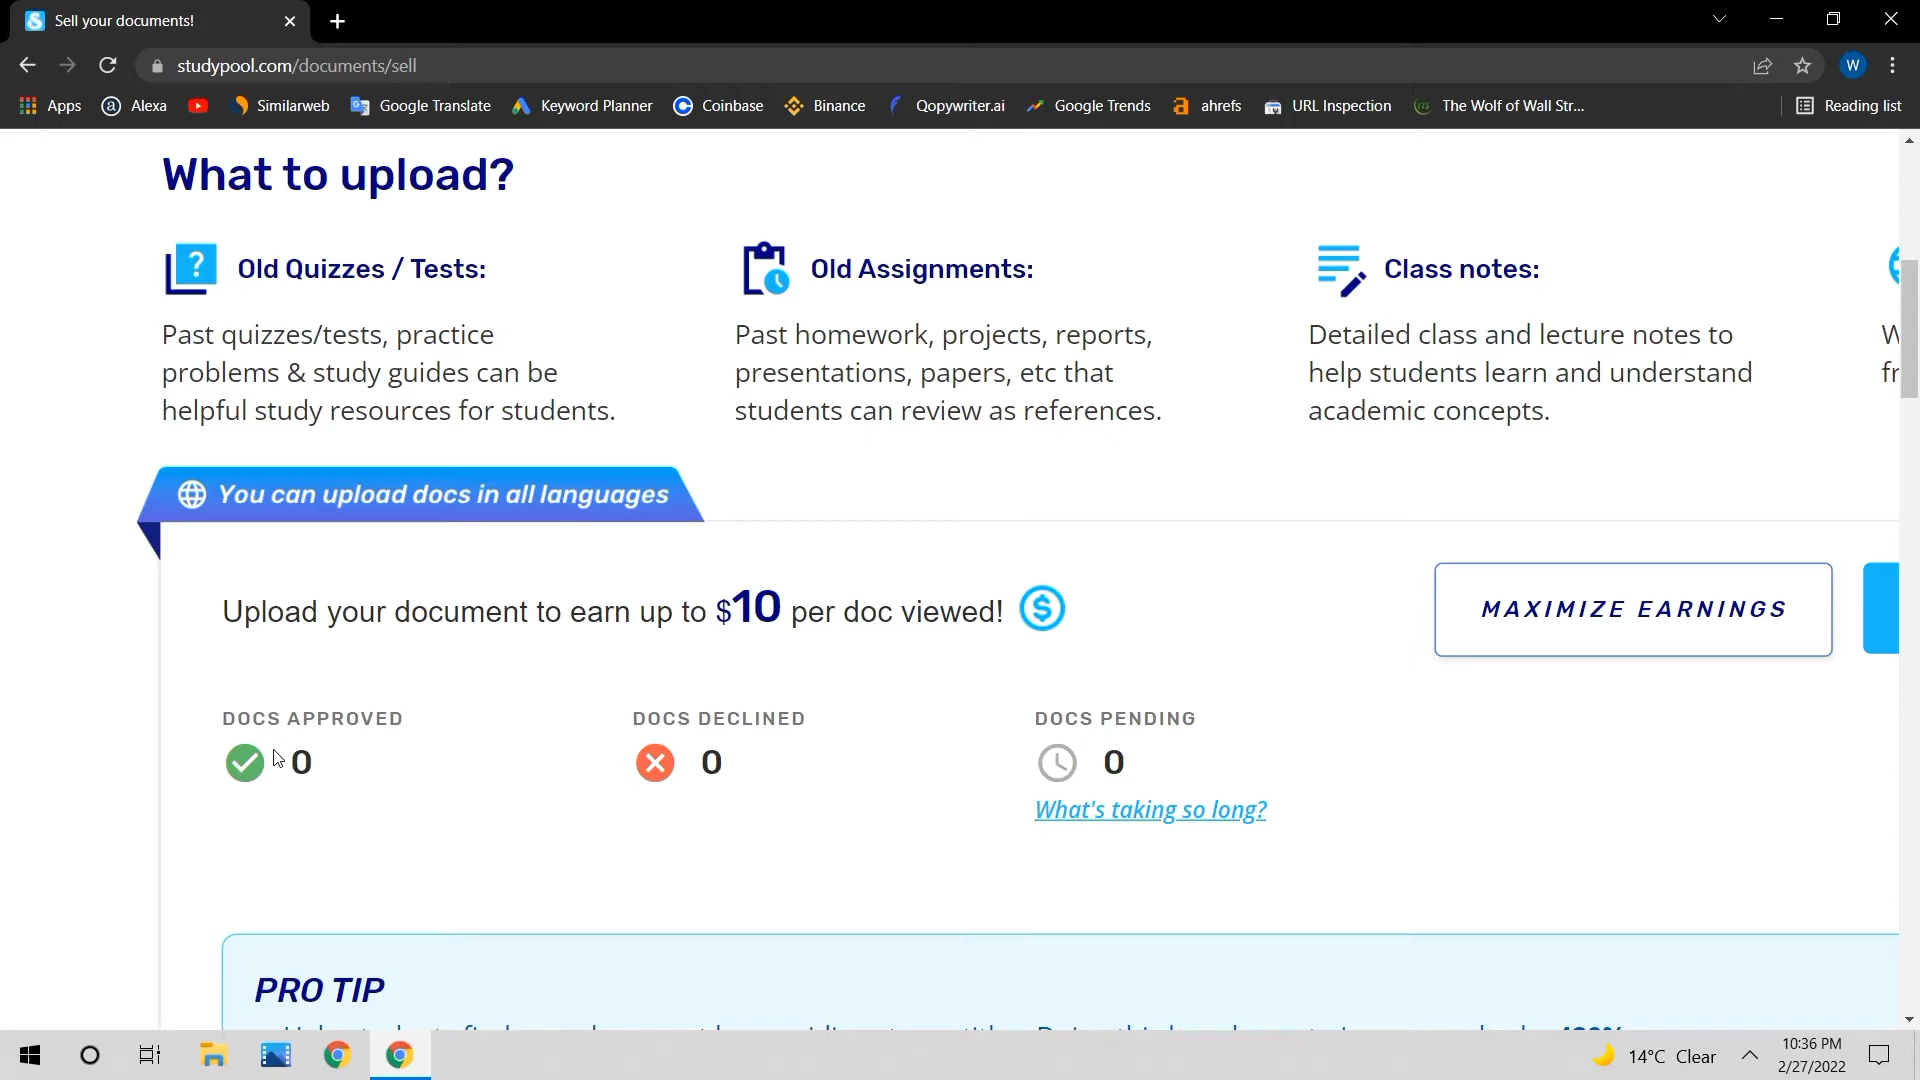 Sell your documents!
studypool.com/documents/sell
W
Apps
Alexa
Similarweb
Google Translate
Keyword Planner
Coinbase
Binance
Qopywriter.ai
Google Trends
ahrefs
URL Inspection
The Wolf of Wall Str...
Reading list
What to upload?
Old Quizzes / Tests:
Past quizzes/tests, practice
problems & study guides can be
helpful study resources for students.
Old Assignments:
Past homework, projects, reports,
presentations, papers, etc that
students can review as references.
Class notes:
Detailed class and lecture notes to
help students learn and understand
academic concepts.
You can upload docs in all languages
Upload your document to earn up to $10 per doc viewed!
MAXIMIZE EARNINGS
DOCS APPROVED
0
DOCS DECLINED
0
DOCS PENDING
0
What's taking so long?
PRO TIP
14°C Clear
10:36 PM
2/27/2022